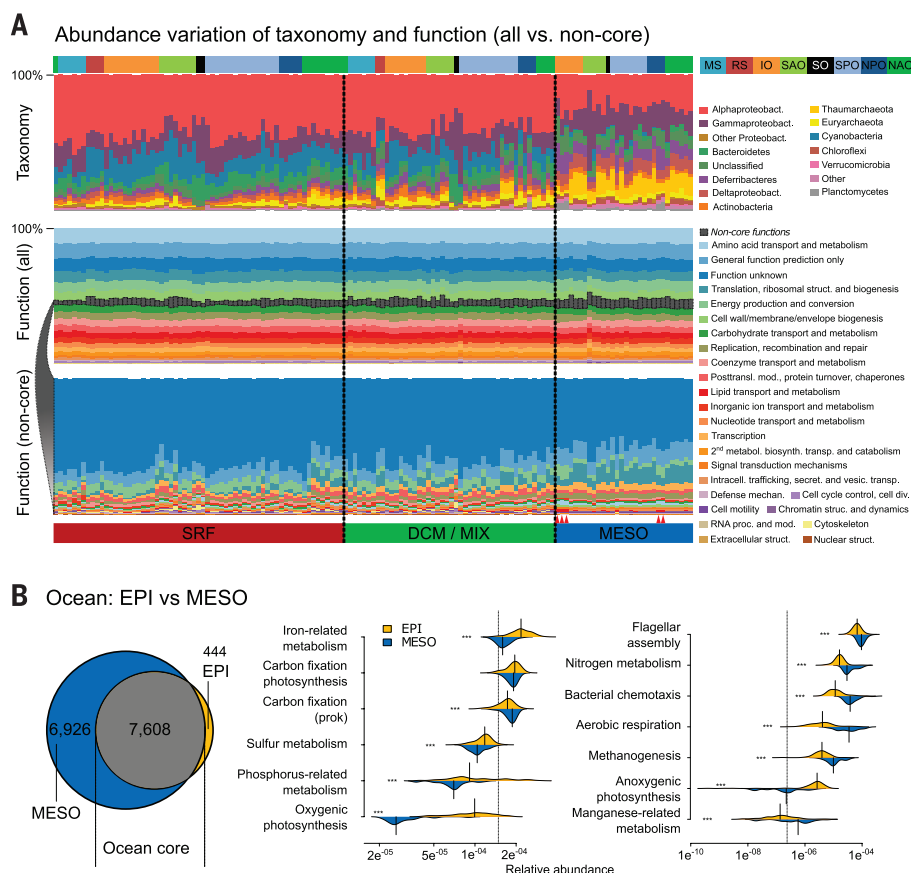 A
Abundance variation of taxonomy and function (all vs. non-core)
MS RS IO SAO SO SPO NPO NAO
100%
Taxonomy
Alphaproteobact.
Gammaproteobact.
Other Proteobact.
Bacteroidetes
Unclassified
Deferribacteres
Deltaproteobact.
Actinobacteria
Thaumarchaeota
Euryarchaeota
Cyanobacteria
Chloroflexi
Verrucomicrobia
Other
Planctomycetes
100%
Function (all)
Function (non-core)
Non-core functions
Amino acid transport and metabolism
General function prediction only
Function unknown
Translation, ribosomal struct. and biogenesis
Energy production and conversion
Cell wall/membrane/envelope biogenesis
Carbohydrate transport and metabolism
Replication, recombination and repair
Coenzyme transport and metabolism
Posttransl. mod., protein turnover, chaperones
Lipid transport and metabolism
Inorganic ion transport and metabolism
Nucleotide transport and metabolism
Transcription
2nd metabol. biosynth. transp. and catabolism
Signal transduction mechanisms
Intracell. trafficking, secret. and vesic. transp.
Defense mechan. Cell cycle control, cell div.
Cell motility Chromatin struc. and dynamics
RNA proc. and mod. Cytoskeleton
Extracellular struct. Nuclear struct.
SRF DCM / MIX MESO
B
Ocean: EPI vs MESO
444
EPI
6,926
7,608
MESO
Ocean core
EPI
MESO
Iron-related
metabolism
***
Carbon fixation
photosynthesis
Carbon fixation
(prok)
***
Sulfur metabolism
***
Phosphorus-related
metabolism
***
Oxygenic
photosynthesis
***
2e-05 5e-05 1e-04 2e-04
Flagellar
assembly
***
Nitrogen metabolism
***
Bacterial chemotaxis
***
Aerobic respiration
***
Methanogenesis
***
Anoxygenic
photosynthesis
***
Manganese-related
metabolism
***
1e-10 1e-08 1e-06 1e-04
Relative abundance